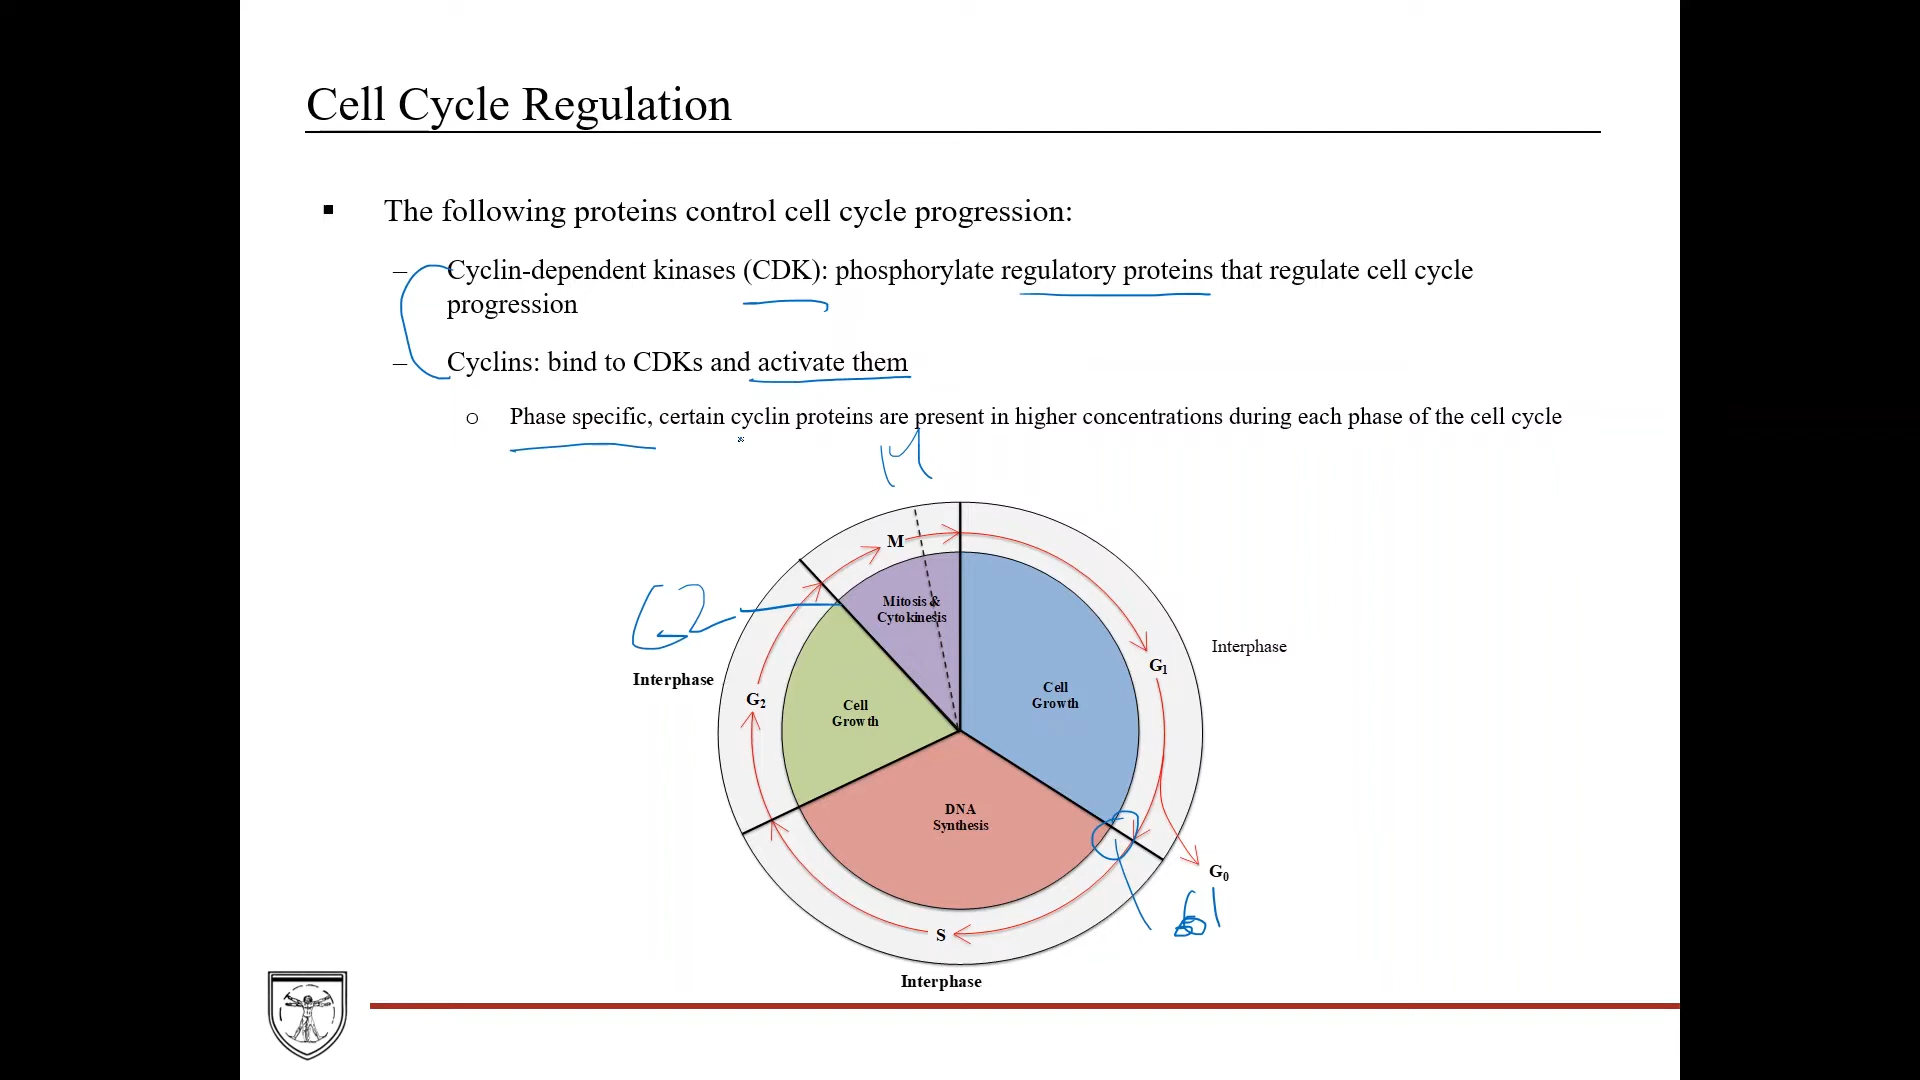 Cell Cycle Regulation
▪ The following proteins control cell cycle progression:
– Cyclin-dependent kinases (CDK): phosphorylate regulatory proteins that regulate cell cycle
progression
– Cyclins: bind to CDKs and activate them
o Phase specific, certain cyclin proteins are present in higher concentrations during each phase of the cell cycle
M
M
Mitosis &
Cytokinesis
G2
Interphase
G₂
Cell
Growth
Cell
Growth
G₁
Interphase
DNA
Synthesis
G₀
G1
S
Interphase